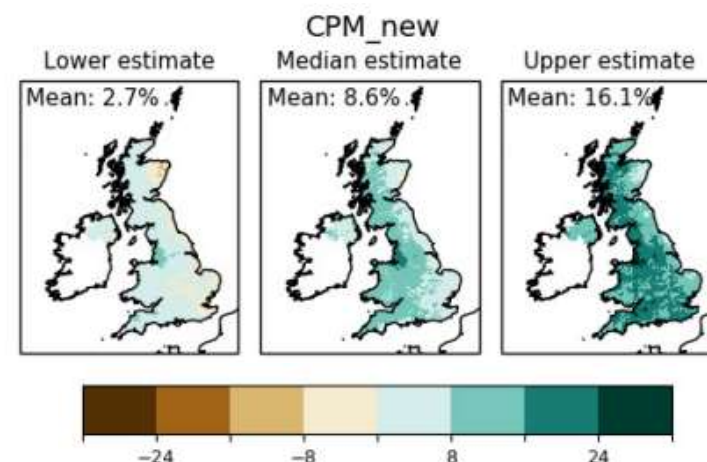 CPM_new
Lower estimate Median estimate Upper estimate
Mean: 2.7% Mean: 8.6% Mean: 16.1%
−24 −8 8 24